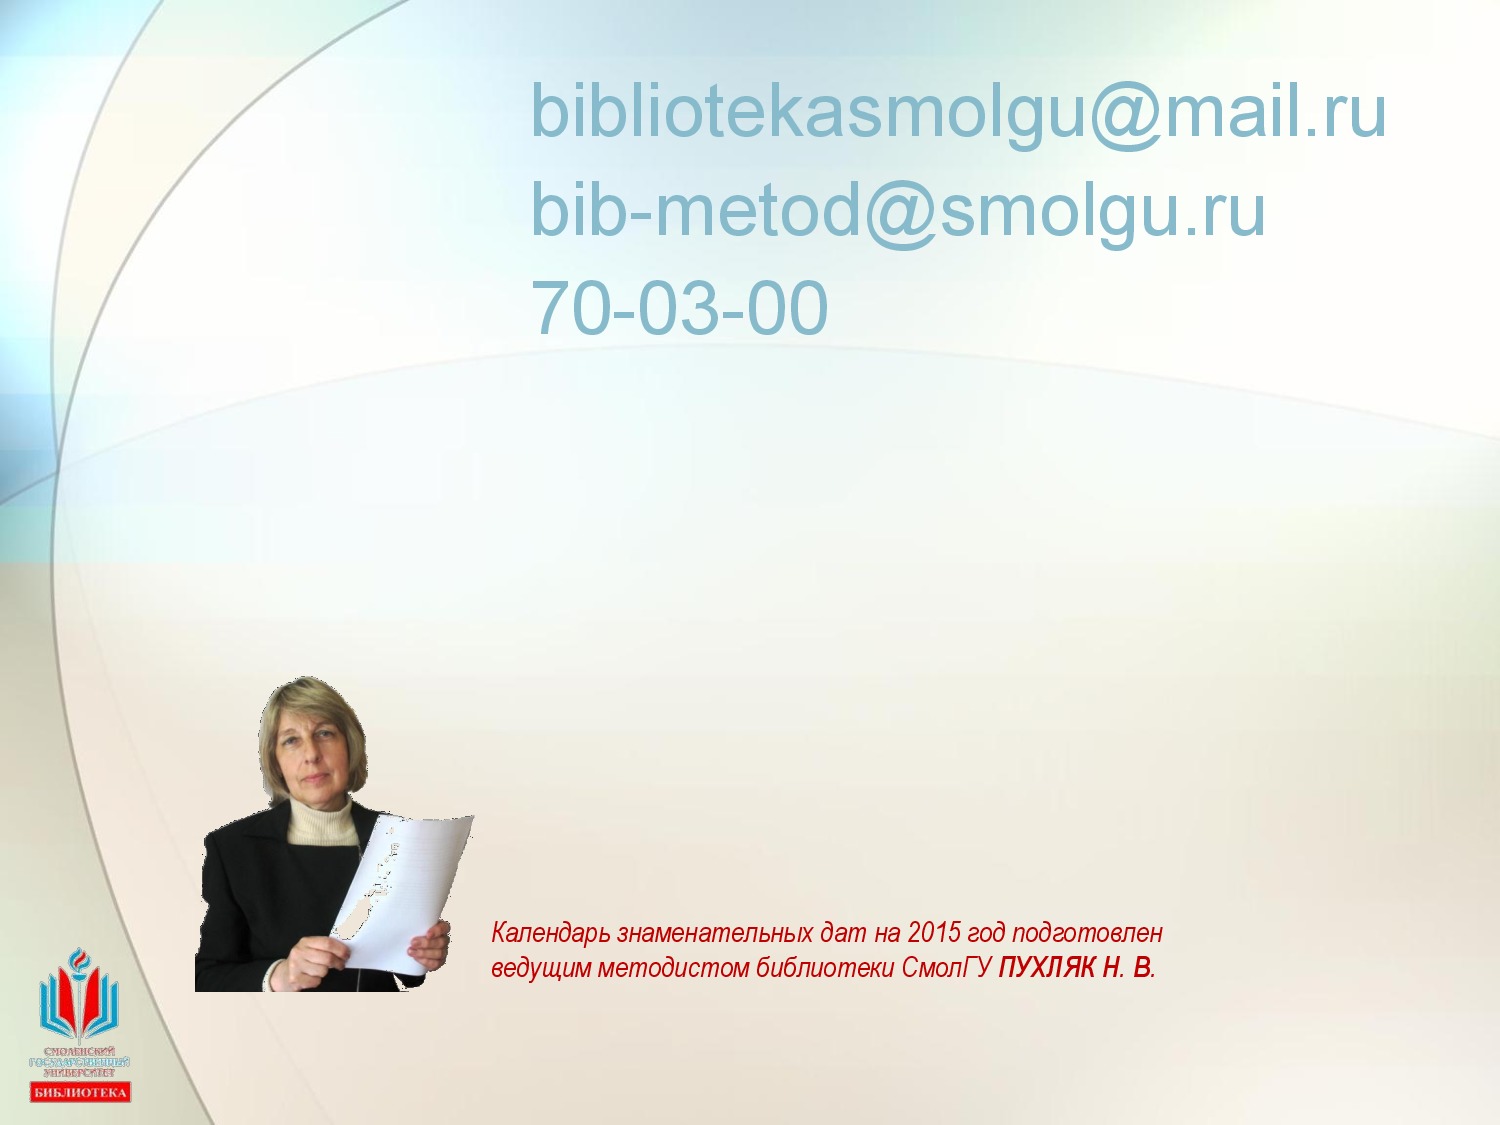 bibliotekasmolgu@mail.ru
bib-metod@smolgu.ru
70-03-00
Календарь знаменательных дат на 2015 год подготовлен
ведущим методистом библиотеки СмолГУ ПУХЛЯК Н. В.
СМОЛЕНСКИЙ
ГОСУДАРСТВЕННЫЙ
УНИВЕРСИТЕТ
БИБЛИОТЕКА